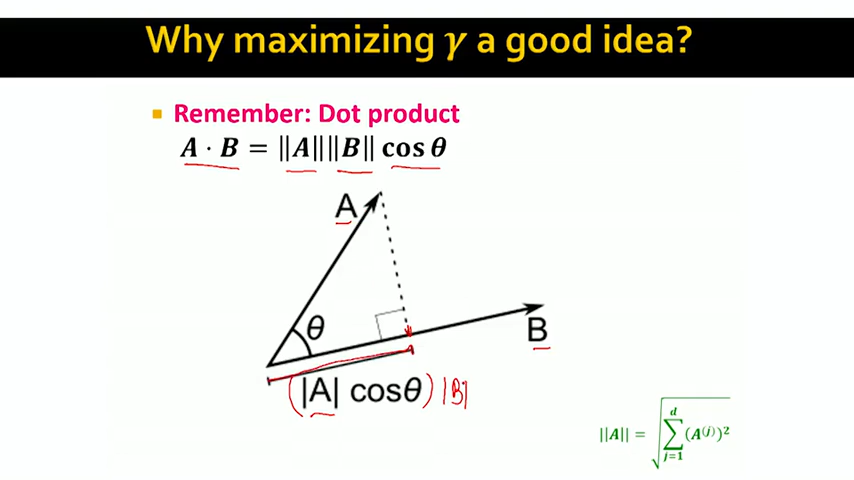 Why maximizing γ a good idea?
Remember: Dot product
A · B = ||A|| ||B|| cos θ
A
θ
B
(|A| cosθ) |B|
||A|| = √∑_{j=1}^{d} (A^{(j)})^2